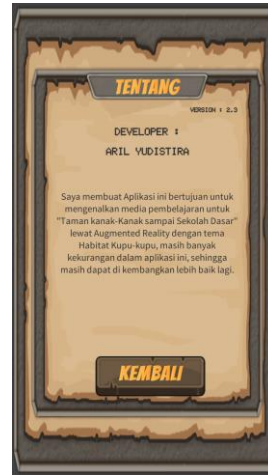 TENTANG
VERSION : 2.3
DEVELOPER :
ARIL YUDISTIRA
Saya membuat Aplikasi ini bertujuan untuk
mengenalkan media pembelajaran untuk
"Taman kanak-Kanak sampai Sekolah Dasar"
lewat Augmented Reality dengan tema
Habitat Kupu-kupu, masih banyak
kekurangan dalam aplikasi ini, sehingga
masih dapat di kembangkan lebih baik lagi.
KEMBALI